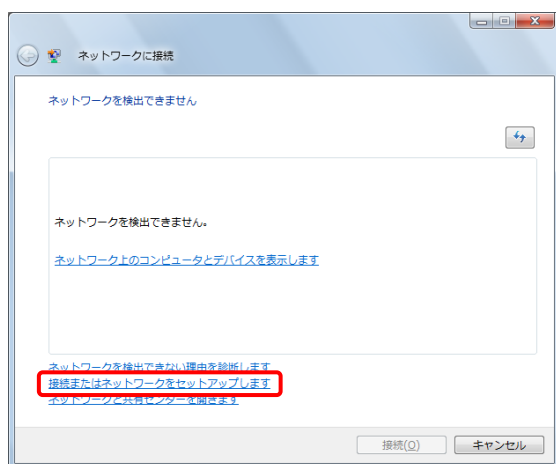 ネットワークに接続
ネットワークを検出できません
ネットワークを検出できません。
ネットワーク上のコンピュータとデバイスを表示します
ネットワークを検出できない理由を診断します
接続またはネットワークをセットアップします
ネットワークと共有センターを開きます
接続(O)
キャンセル